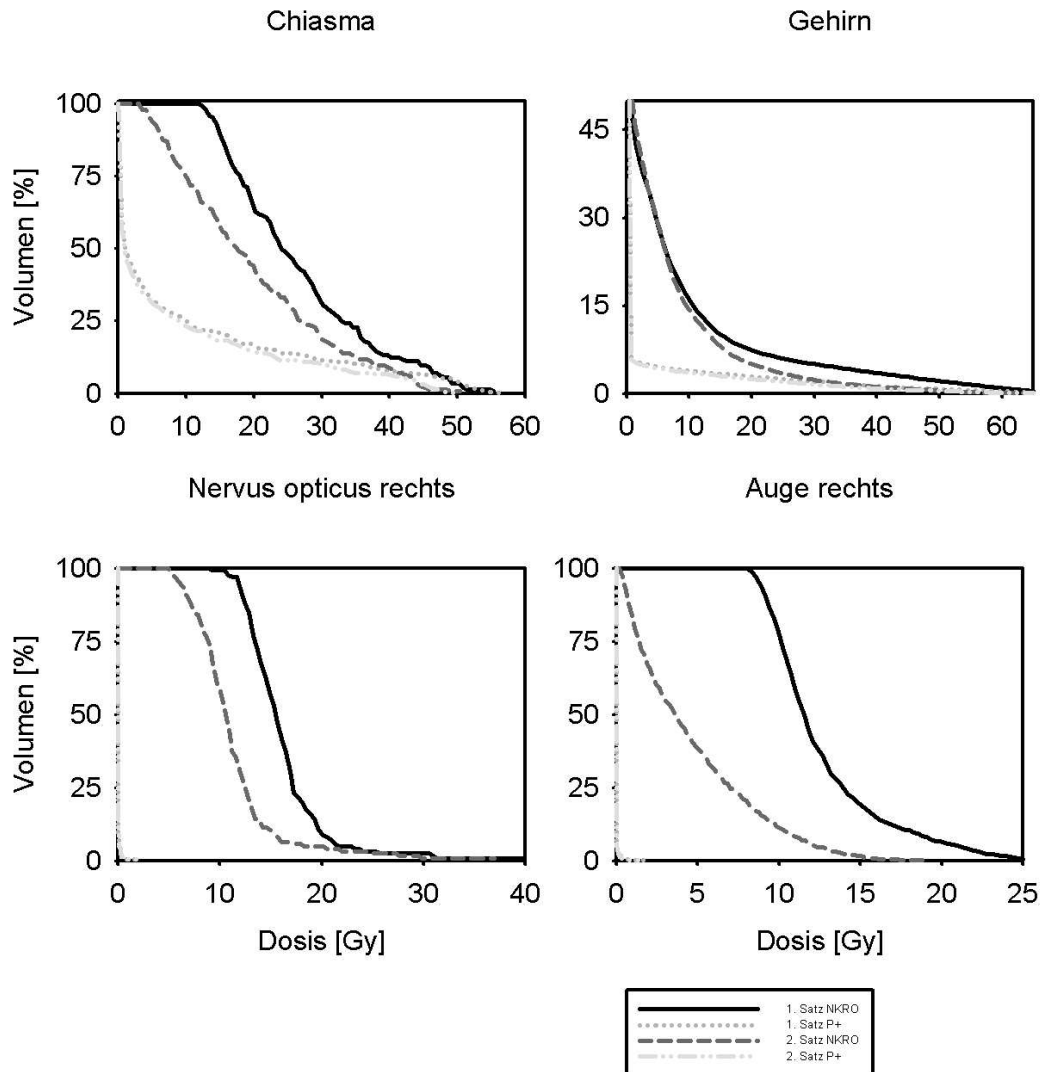 Chiasma
Gehirn
Volumen [%]
100
75
50
25
0
0 10 20 30 40 50 60
45
30
15
0
0 10 20 30 40 50 60
Nervus opticus rechts
Auge rechts
Volumen [%]
100
75
50
25
0
0 10 20 30 40
Dosis [Gy]
100
75
50
25
0
0 5 10 15 20 25
Dosis [Gy]
1. Satz NKRO
1. Satz P+
2. Satz NKRO
2. Satz P+